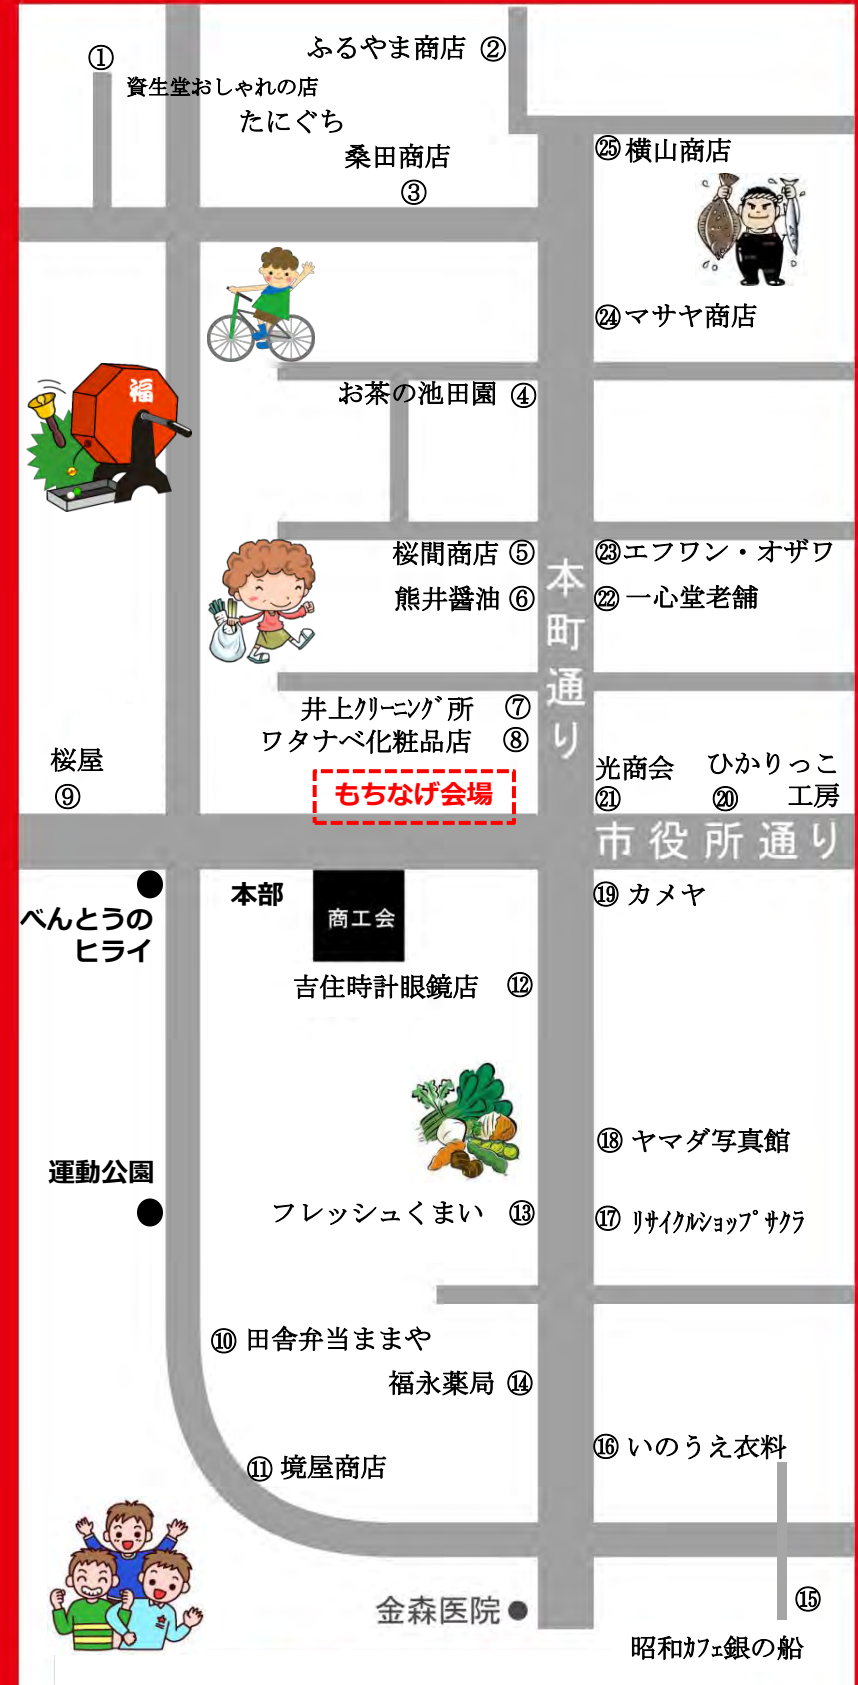 ふるやま商店 ②
①
資生堂おしゃれの店
たにぐち
桑田商店
③
㉕横山商店
㉔マサヤ商店
福
お茶の池田園 ④
桜間商店 ⑤
㉓エフワン・オザワ
熊井醤油 ⑥
㉒一心堂老舗
本町通り
井上クリーニング所 ⑦
ワタナベ化粧品店 ⑧
桜屋
⑨
光商会
㉑
ひかりっこ
⑳ 工房
もちなげ会場
市役所通り
べんとうの
ヒライ
本部
商工会
⑲カメヤ
吉住時計眼鏡店 ⑫
⑱ヤマダ写真館
運動公園
フレッシュくまい ⑬
⑰ リサイクルショップサクラ
⑩田舎弁当ままや
福永薬局 ⑭
⑯いのうえ衣料
⑪境屋商店
⑮
金森医院
昭和カフェ銀の船